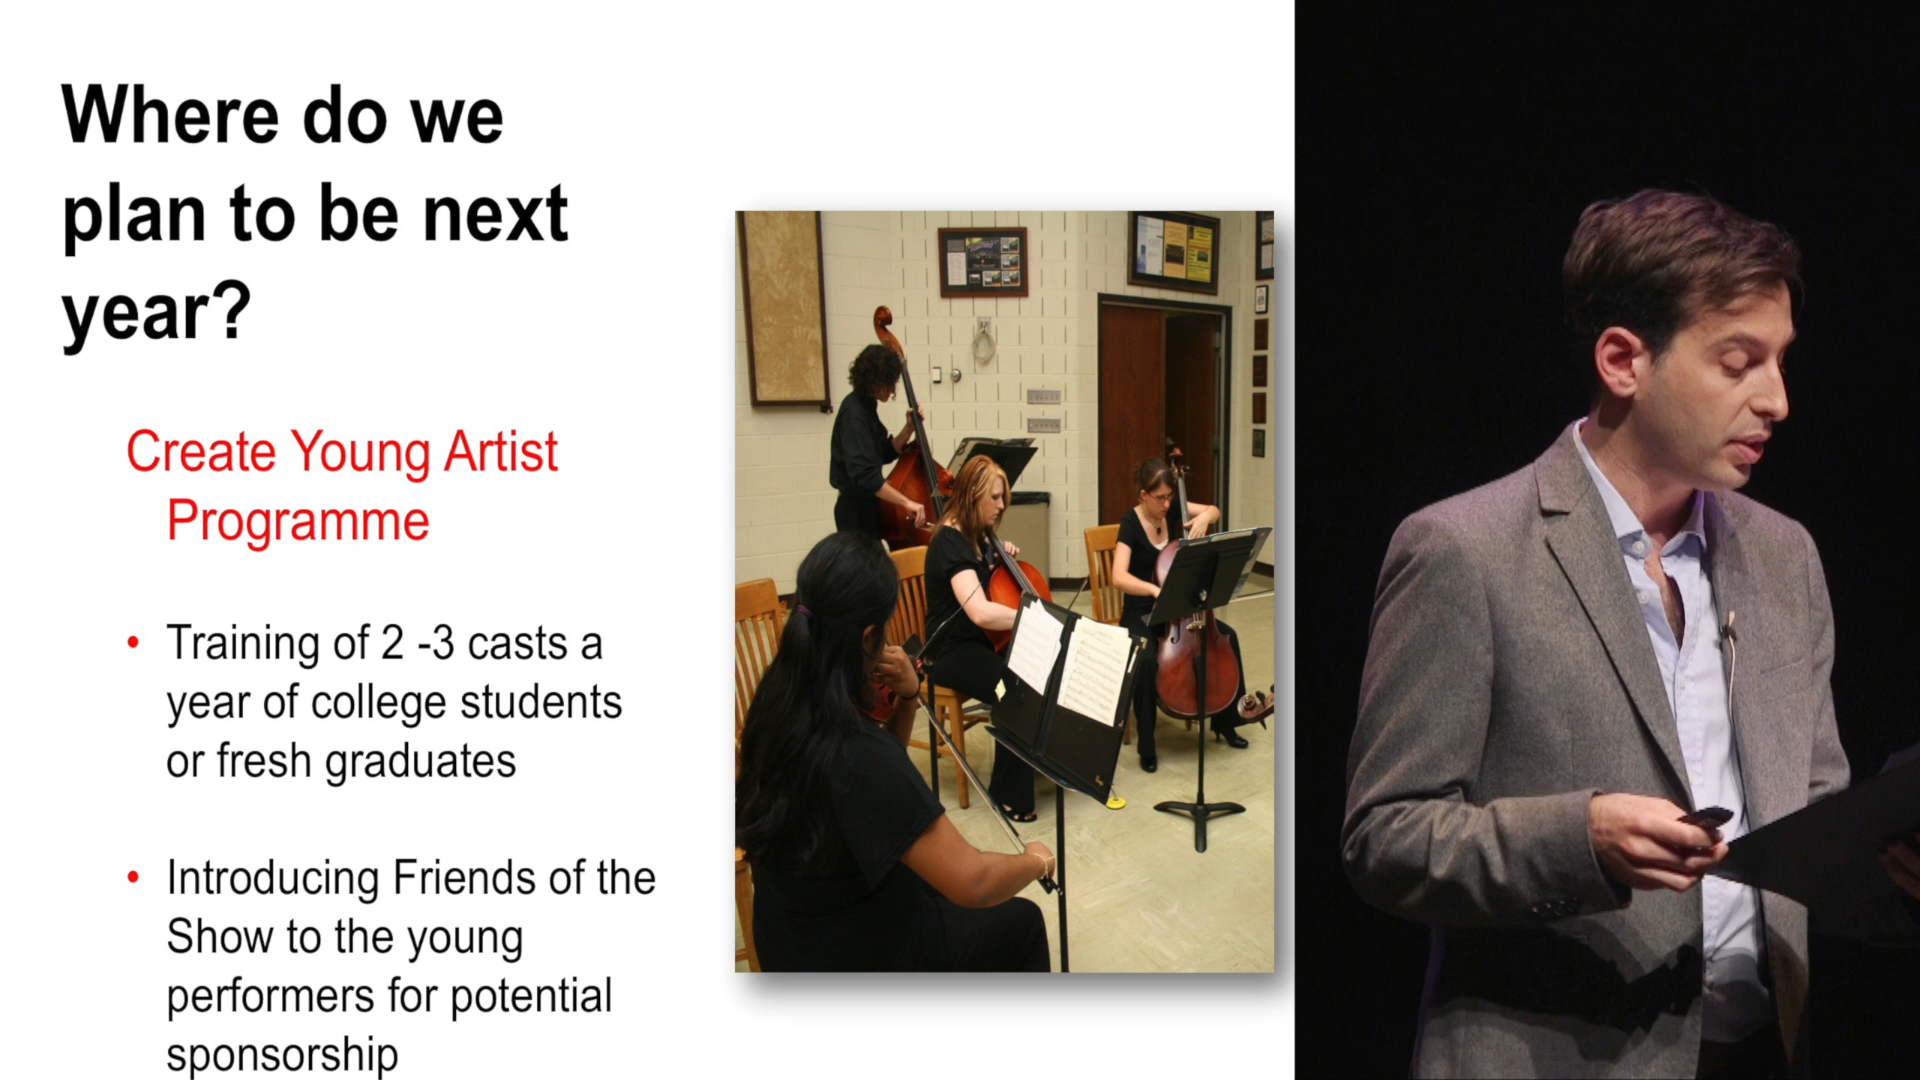 Where do we
plan to be next
year?
Create Young Artist
Programme
• Training of 2 -3 casts a
year of college students
or fresh graduates
• Introducing Friends of the
Show to the young
performers for potential
sponsorship